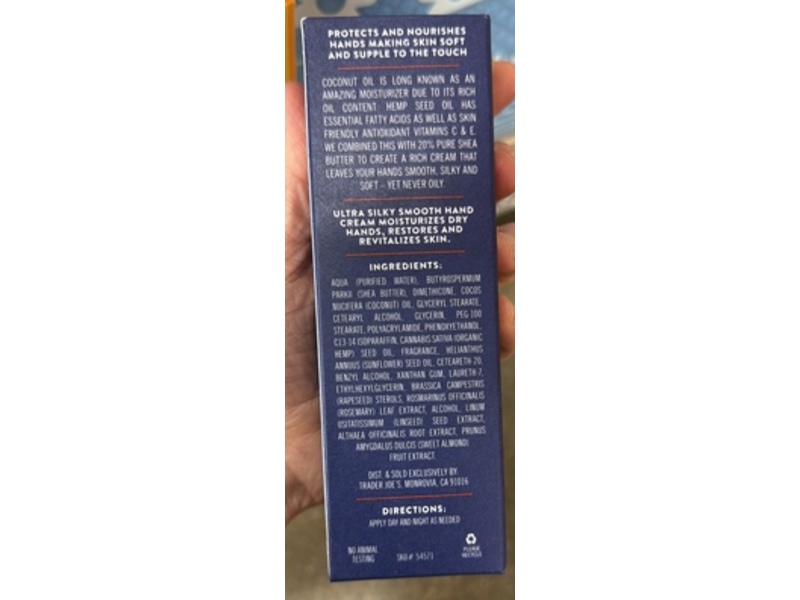 PROTECTS AND NOURISHES
HANDS MAKING SKIN SOFT
AND SUPPLE TO THE TOUCH
COCONUT OIL IS LONG KNOWN AS AN
AMAZING MOISTURIZER DUE TO ITS RICH
OIL CONTENT. HEMP SEED OIL HAS
ESSENTIAL FATTY ACIDS AS WELL AS SKIN
FRIENDLY ANTIOXIDANT VITAMINS C & E.
WE COMBINED THIS WITH 20% PURE SHEA
BUTTER TO CREATE A RICH CREAM THAT
LEAVES YOUR HANDS SMOOTH, SILKY AND
SOFT – YET NEVER OILY.
ULTRA SILKY SMOOTH HAND
CREAM MOISTURIZES DRY
HANDS, RESTORES AND
REVITALIZES SKIN.
INGREDIENTS:
AQUA (PURIFIED WATER), BUTYROSPERMUM
PARKII (SHEA BUTTER), DIMETHICONE, COCOS
NUCIFERA (COCONUT) OIL, GLYCERYL STEARATE,
CETEARYL ALCOHOL, GLYCERIN, PEG-100
STEARATE, POLYACRYLAMIDE, PHENOXYETHANOL,
C13-14 ISOPARAFFIN, CANNABIS SATIVA (ORGANIC
HEMP) SEED OIL, FRAGRANCE, HELIANTHUS
ANNUUS (SUNFLOWER) SEED OIL, CETEARETH-20,
BENZYL ALCOHOL, XANTHAN GUM, LAURETH-7,
ETHYLHEXYLGLYCERIN, BRASSICA CAMPESTRIS
(RAPESEED) STEROLS, ROSMARINUS OFFICINALIS
(ROSEMARY) LEAF EXTRACT, ALCOHOL, LINUM
USITATISSIMUM (LINSEED) SEED EXTRACT,
ALTHAEA OFFICINALIS ROOT EXTRACT, PRUNUS
AMYGDALUS DULCIS (SWEET ALMOND)
FRUIT EXTRACT.
DIST. & SOLD EXCLUSIVELY BY:
TRADER JOE'S, MONROVIA, CA 91016
DIRECTIONS:
APPLY DAY AND NIGHT AS NEEDED
NO ANIMAL
TESTING
SKU# 54571
PLEASE
RECYCLE